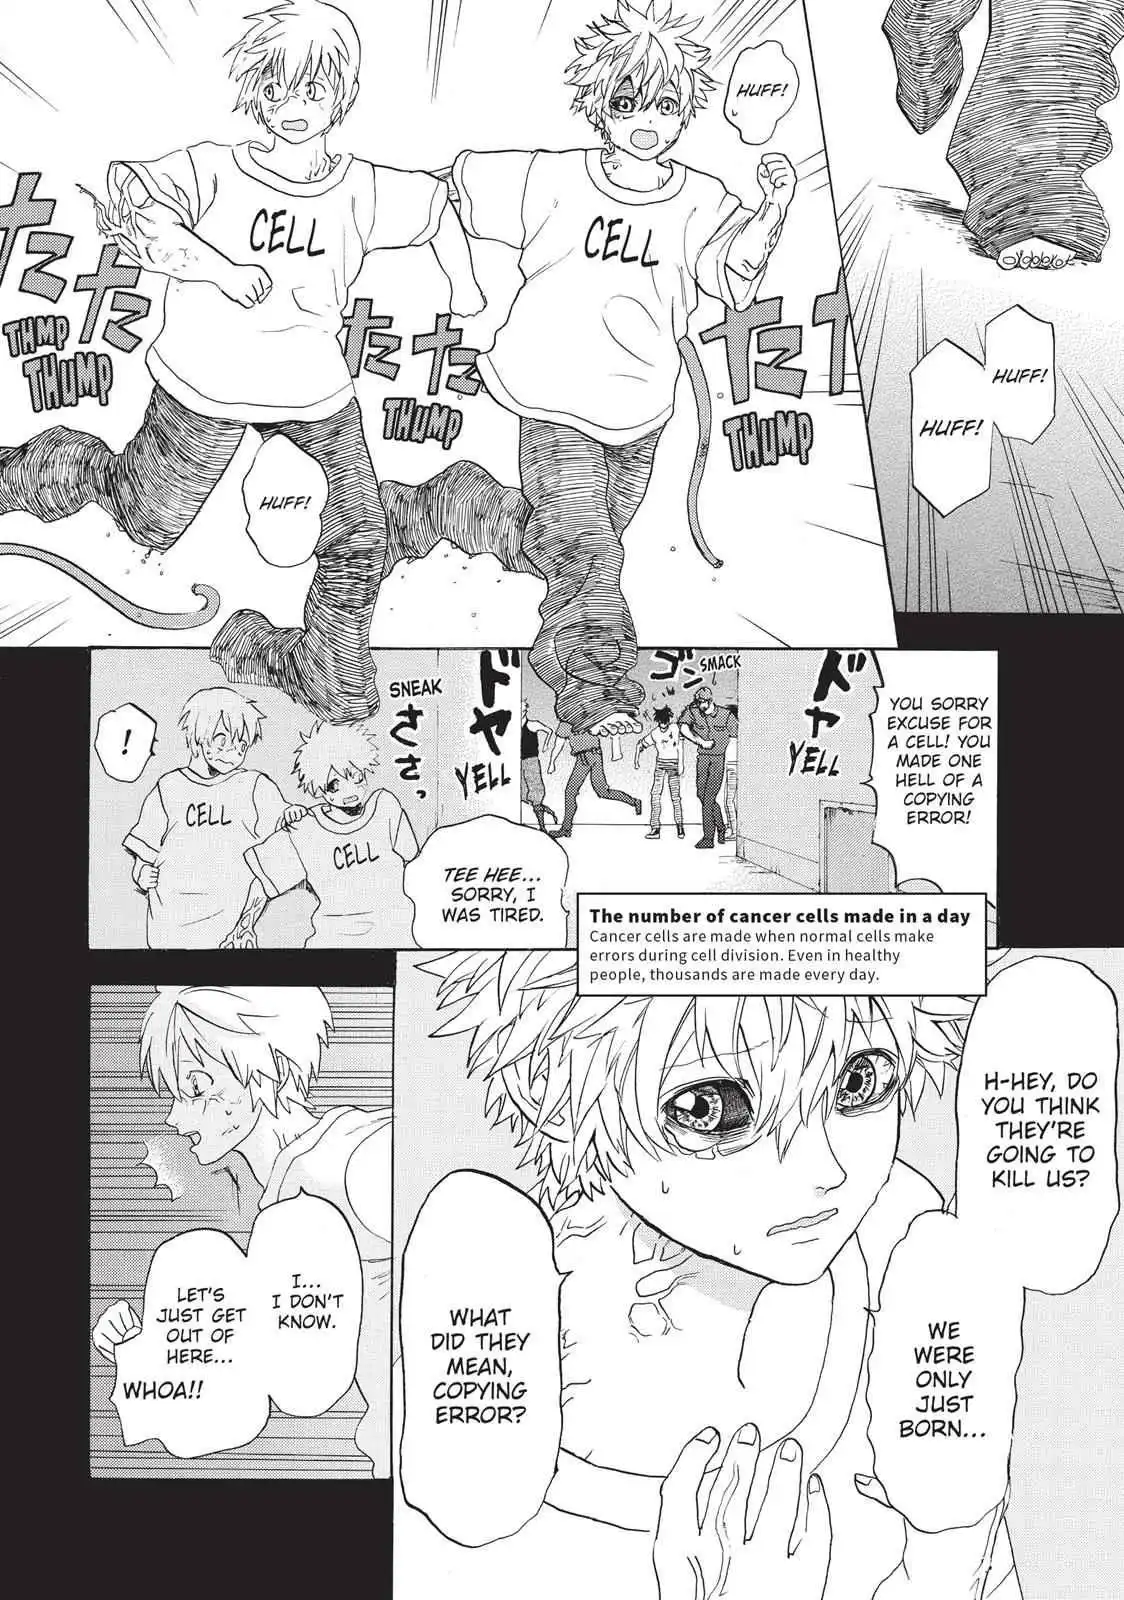 HUFF!
HUFF!
HUFF!
CELL
CELL
たた
たた
たた
THUMP
THUMP
THMP
THUMP
HUFF!
YOU SORRY
EXCUSE FOR
A CELL! YOU
MADE ONE
HELL OF A
COPYING
ERROR!
ドヤ
YELL
ゴン
SMACK
ドヤ
YELL
TEE HEE...
SORRY, I
WAS TIRED.
SNEAK
ささっ
!
CELL
CELL
The number of cancer cells made in a day
Cancer cells are made when normal cells make
errors during cell division. Even in healthy
people, thousands are made every day.
H-HEY, DO
YOU THINK
THEY'RE
GOING TO
KILL US?
WE
WERE
ONLY
JUST
BORN...
WHAT
DID THEY
MEAN,
COPYING
ERROR?
I...
I DON'T
KNOW.
LET'S
JUST GET
OUT OF
HERE...
WHOA!!